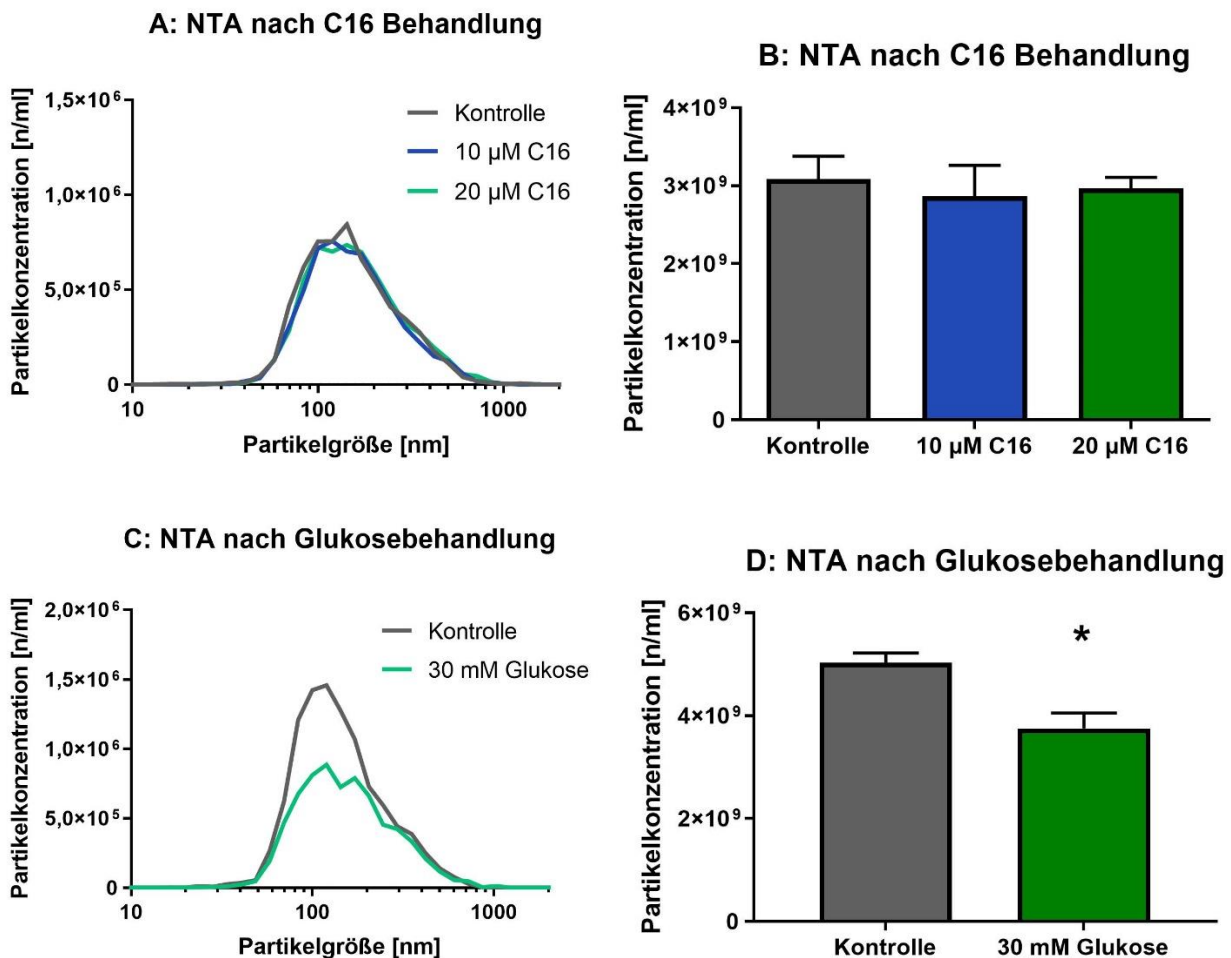 A: NTA nach C16 Behandlung
Partikelkonzentration [n/ml]
1,5×10⁶
1,0×10⁶
5,0×10⁵
0
Kontrolle
10 µM C16
20 µM C16
10
100
1000
Partikelgröße [nm]
B: NTA nach C16 Behandlung
Partikelkonzentration [n/ml]
4×10⁹
3×10⁹
2×10⁹
1×10⁹
0
Kontrolle
10 µM C16
20 µM C16
C: NTA nach Glukosebehandlung
Partikelkonzentration [n/ml]
2,0×10⁶
1,5×10⁶
1,0×10⁶
5,0×10⁵
0
Kontrolle
30 mM Glukose
10
100
1000
Partikelgröße [nm]
D: NTA nach Glukosebehandlung
Partikelkonzentration [n/ml]
6×10⁹
4×10⁹
2×10⁹
0
*
Kontrolle
30 mM Glukose